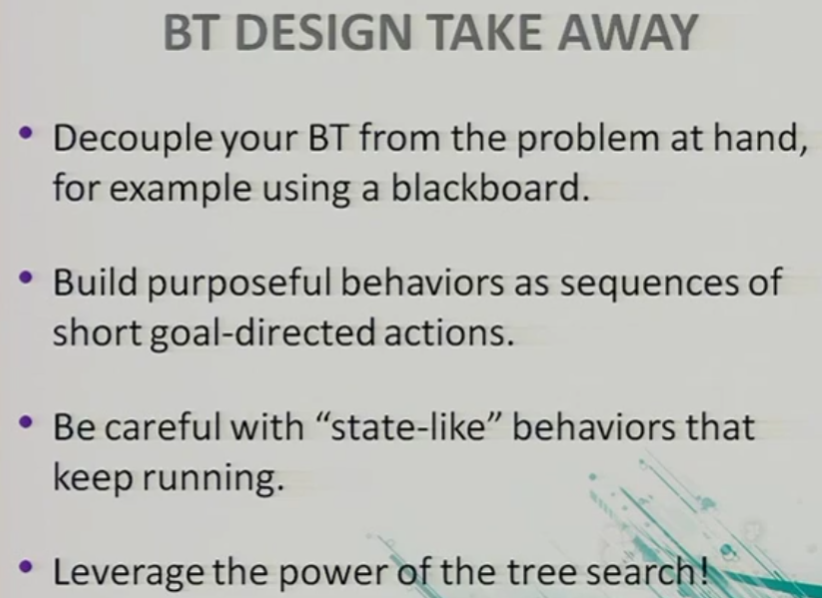 BT DESIGN TAKE AWAY
• Decouple your BT from the problem at hand,
for example using a blackboard.
• Build purposeful behaviors as sequences of
short goal-directed actions.
• Be careful with “state-like” behaviors that
keep running.
• Leverage the power of the tree search!